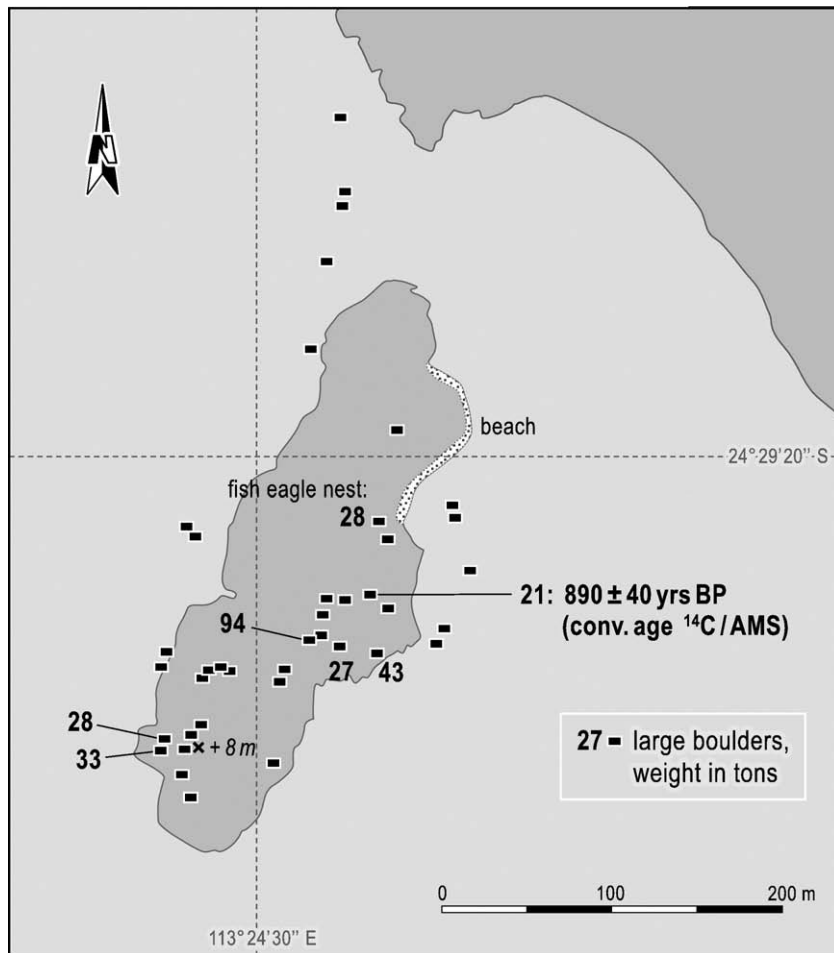 N
beach
24°29'20" S
fish eagle nest:
28
21: 890 ± 40 yrs BP
(conv. age ¹⁴C / AMS)
94
27
43
28
33
+ 8 m
27 large boulders,
weight in tons
0 100 200 m
113°24'30" E